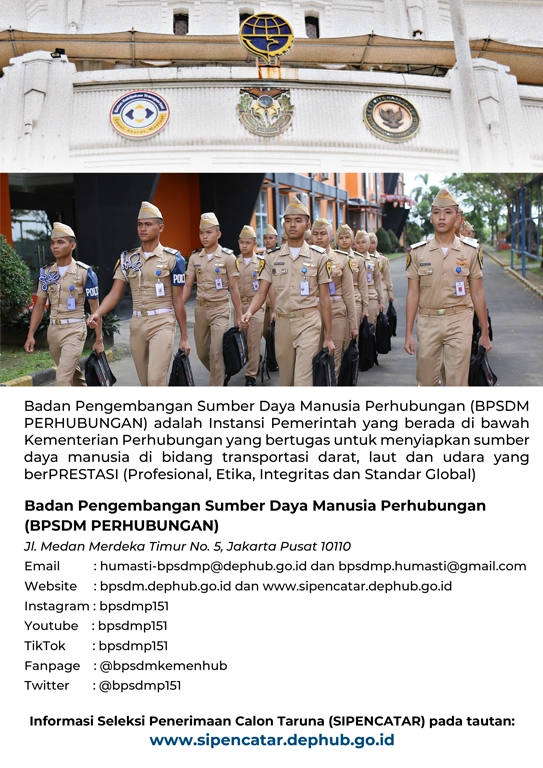 POLT
Badan Pengembangan Sumber Daya Manusia Perhubungan (BPSDM
PERHUBUNGAN) adalah Instansi Pemerintah yang berada di bawah
Kementerian Perhubungan yang bertugas untuk menyiapkan sumber
daya manusia di bidang transportasi darat, laut dan udara yang
berPRESTASI (Profesional, Etika, Integritas dan Standar Global)
Badan Pengembangan Sumber Daya Manusia Perhubungan
(BPSDM PERHUBUNGAN)
Jl. Medan Merdeka Timur No. 5, Jakarta Pusat 10110
Email : humasti-bpsdmp@dephub.go.id dan bpsdmp.humasti@gmail.com
Website : bpsdm.dephub.go.id dan www.sipencatar.dephub.go.id
Instagram : bpsdmp151
Youtube : bpsdmp151
TikTok : bpsdmp151
Fanpage : @bpsdmkemenhub
Twitter : @bpsdmp151
Informasi Seleksi Penerimaan Calon Taruna (SIPENCATAR) pada tautan:
www.sipencatar.dephub.go.id